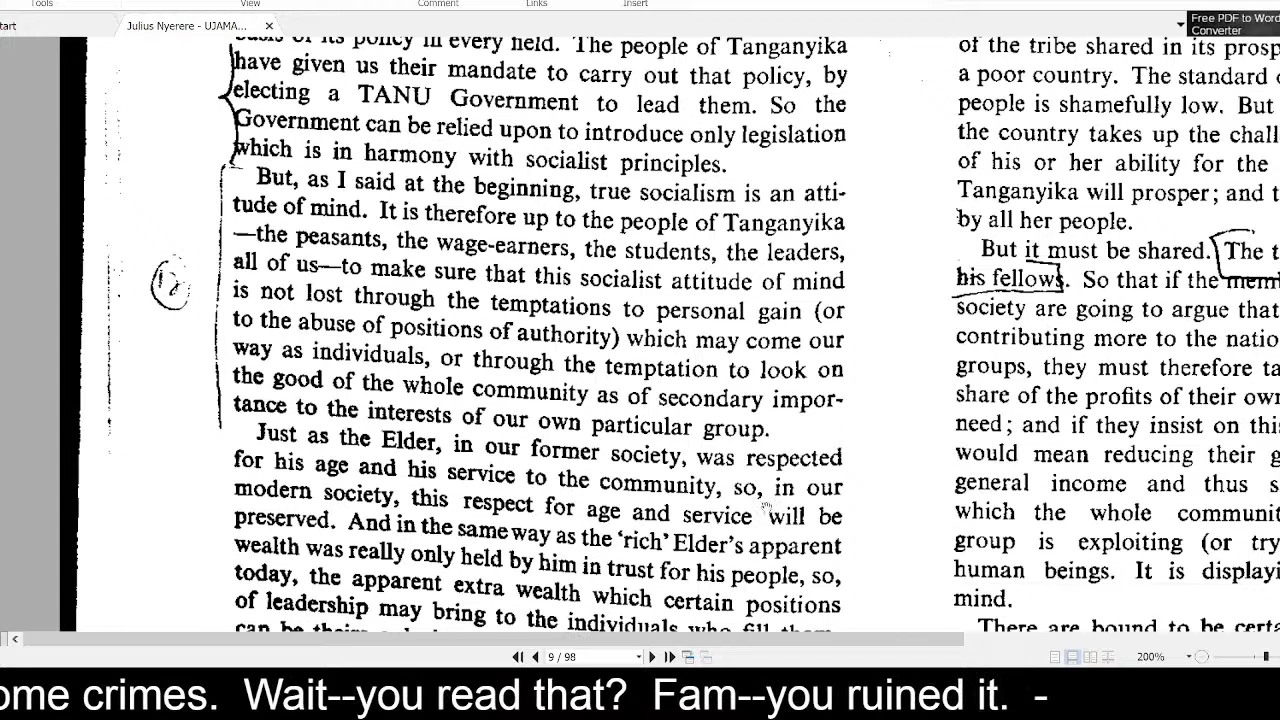 Tools View Comment Links Insert
tart Julius Nyerere - UJAMA... × Free PDF to Word
Converter
basis of its policy in every field. The people of Tanganyika
have given us their mandate to carry out that policy, by
electing a TANU Government to lead them. So the
Government can be relied upon to introduce only legislation
which is in harmony with socialist principles.
But, as I said at the beginning, true socialism is an atti-
tude of mind. It is therefore up to the people of Tanganyika
—the peasants, the wage-earners, the students, the leaders,
all of us—to make sure that this socialist attitude of mind
is not lost through the temptations to personal gain (or
to the abuse of positions of authority) which may come our
way as individuals, or through the temptation to look on
the good of the whole community as of secondary impor-
tance to the interests of our own particular group.
Just as the Elder, in our former society, was respected
for his age and his service to the community, so, in our
modern society, this respect for age and service will be
preserved. And in the same way as the ‘rich’ Elder’s apparent
wealth was really only held by him in trust for his people, so,
today, the apparent extra wealth which certain positions
of leadership may bring to the individuals who fill them,
can be theirs
of the tribe shared in its prosp
a poor country. The standard o
people is shamefully low. But
the country takes up the chall
of his or her ability for the
Tanganyika will prosper; and t
by all her people.
But it must be shared. The t
his fellows. So that if the mem
society are going to argue that
contributing more to the natio
groups, they must therefore ta
share of the profits of their own
need; and if they insist on this
would mean reducing their g
general income and thus s
which the whole communit
group is exploiting (or try
human beings. It is displayi
mind.
There are bound to be certa
9 / 98 200%
ome crimes. Wait--you read that? Fam--you ruined it. -